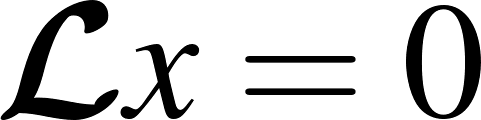 ℒx = 0